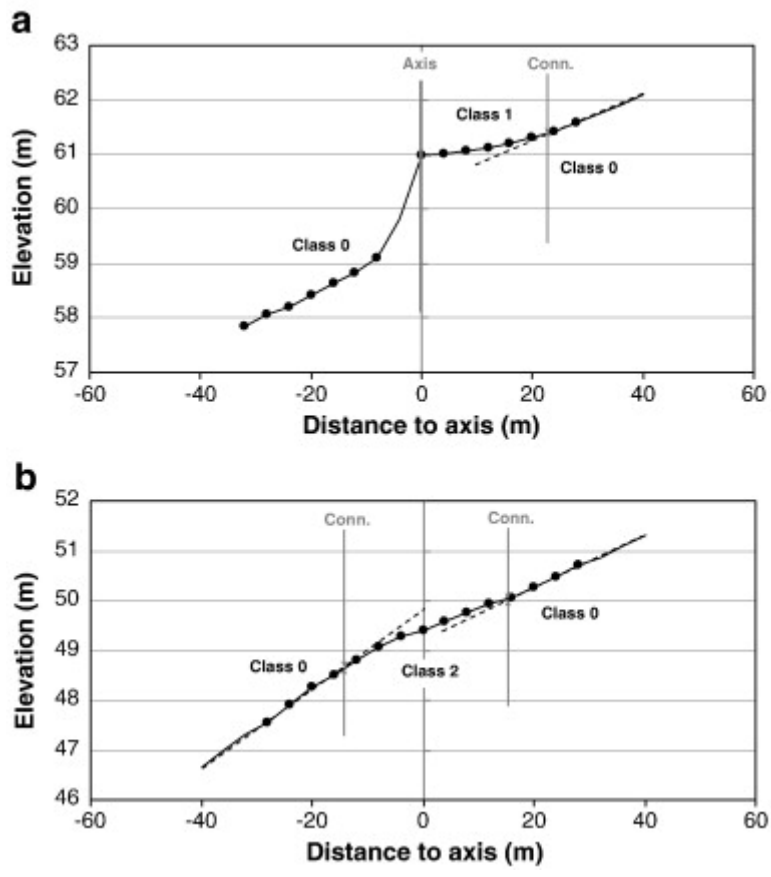 a
63
62
61
60
59
58
57
Elevation (m)
Axis
Conn.
Class 1
Class 0
Class 0
-60 -40 -20 0 20 40 60
Distance to axis (m)
b
52
51
50
49
48
47
46
Elevation (m)
Conn.
Conn.
Class 0
Class 0
Class 2
-60 -40 -20 0 20 40 60
Distance to axis (m)